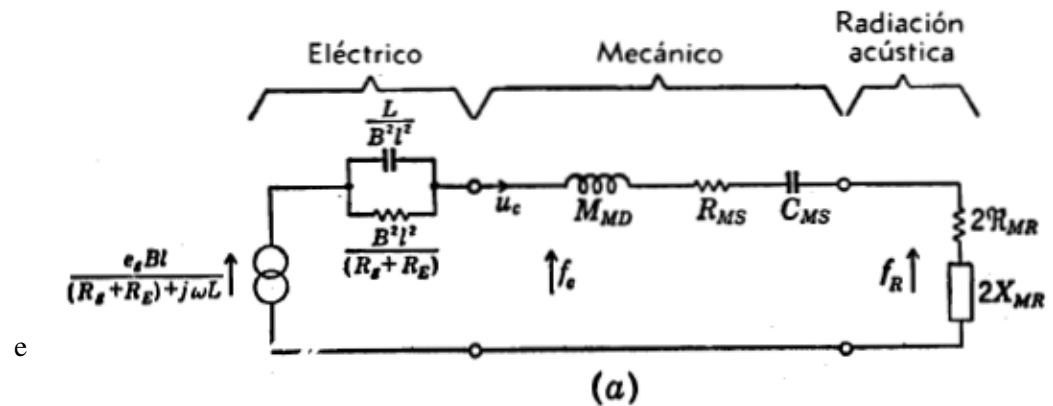 Eléctrico
Mecánico
Radiación
acústica
L
B²l²
B²l²
(R_g+R_E)
u_c
M_MD
R_MS
C_MS
2ℜ_MR
e_g Bl
(R_g+R_E)+jωL
f_c
f_R
2X_MR
e
(a)